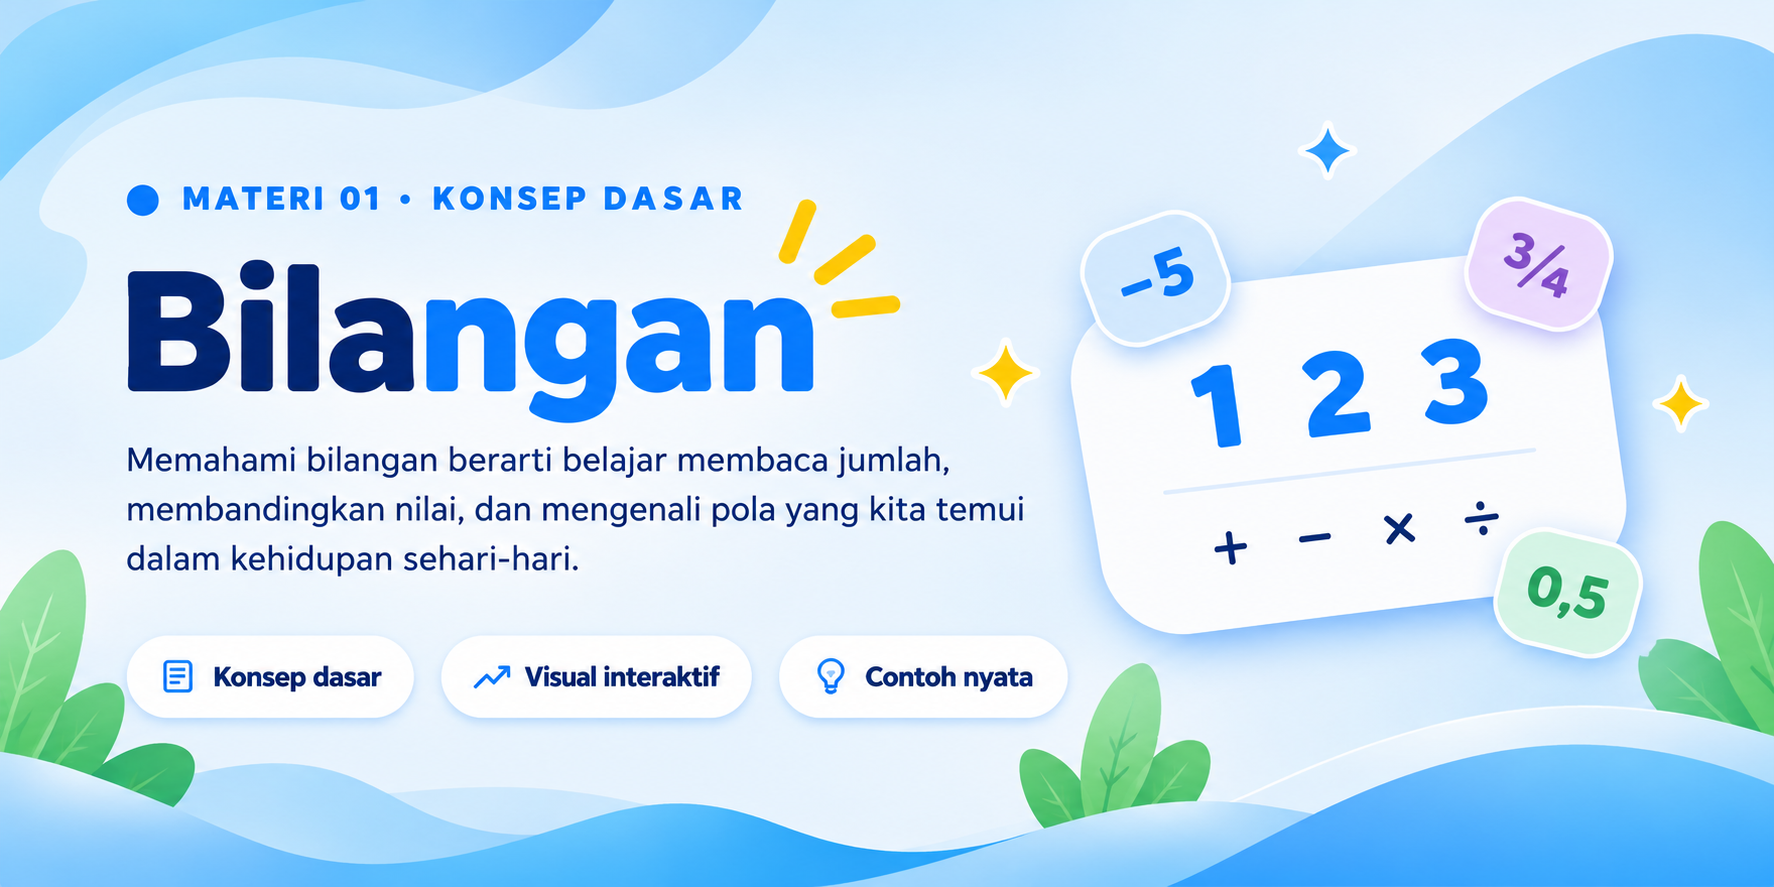 MATERI 01 • KONSEP DASAR
Bilangan
Memahami bilangan berarti belajar membaca jumlah,
membandingkan nilai, dan mengenali pola yang kita temui
dalam kehidupan sehari-hari.
Konsep dasar
Visual interaktif
Contoh nyata
−5
3/4
1 2 3
+ − × ÷
0,5